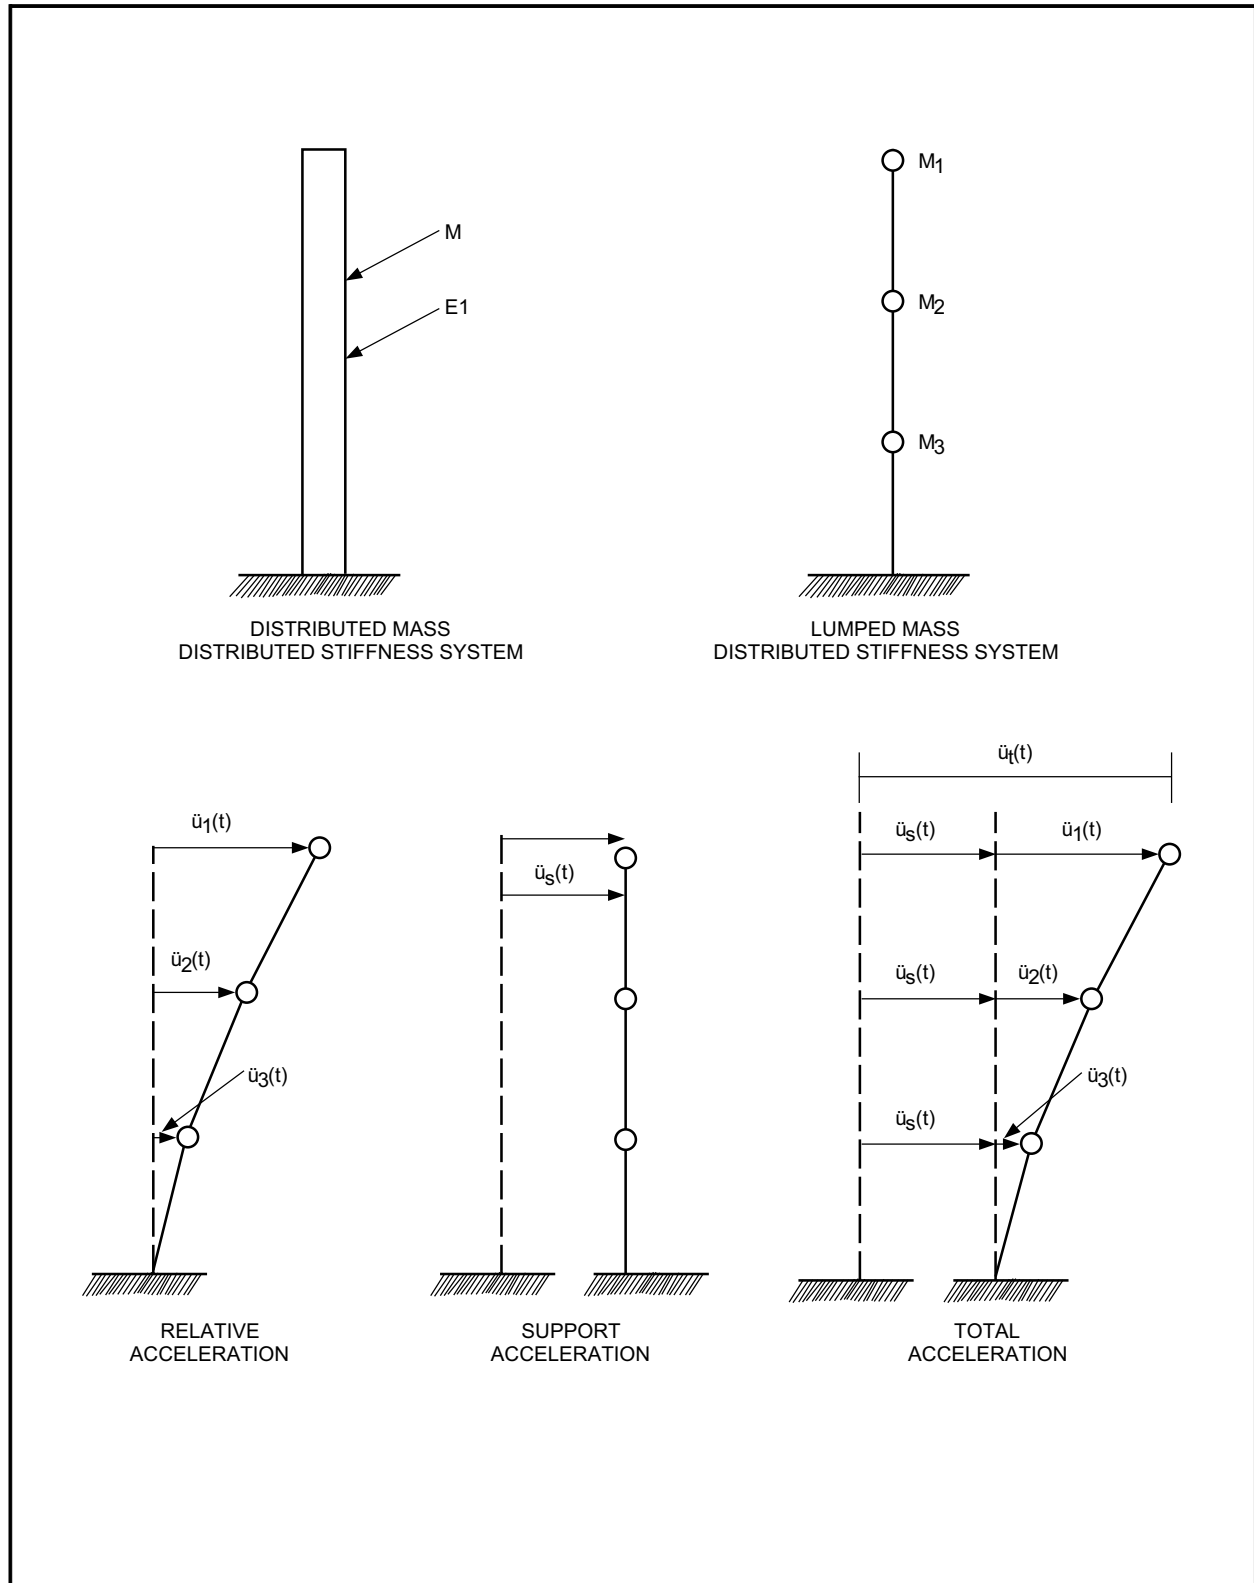 M
E1
M1
M2
M3
DISTRIBUTED MASS
DISTRIBUTED STIFFNESS SYSTEM
LUMPED MASS
DISTRIBUTED STIFFNESS SYSTEM
ü1(t)
ü2(t)
ü3(t)
RELATIVE
ACCELERATION
üs(t)
SUPPORT
ACCELERATION
üt(t)
üs(t)
ü1(t)
üs(t)
ü2(t)
üs(t)
ü3(t)
TOTAL
ACCELERATION